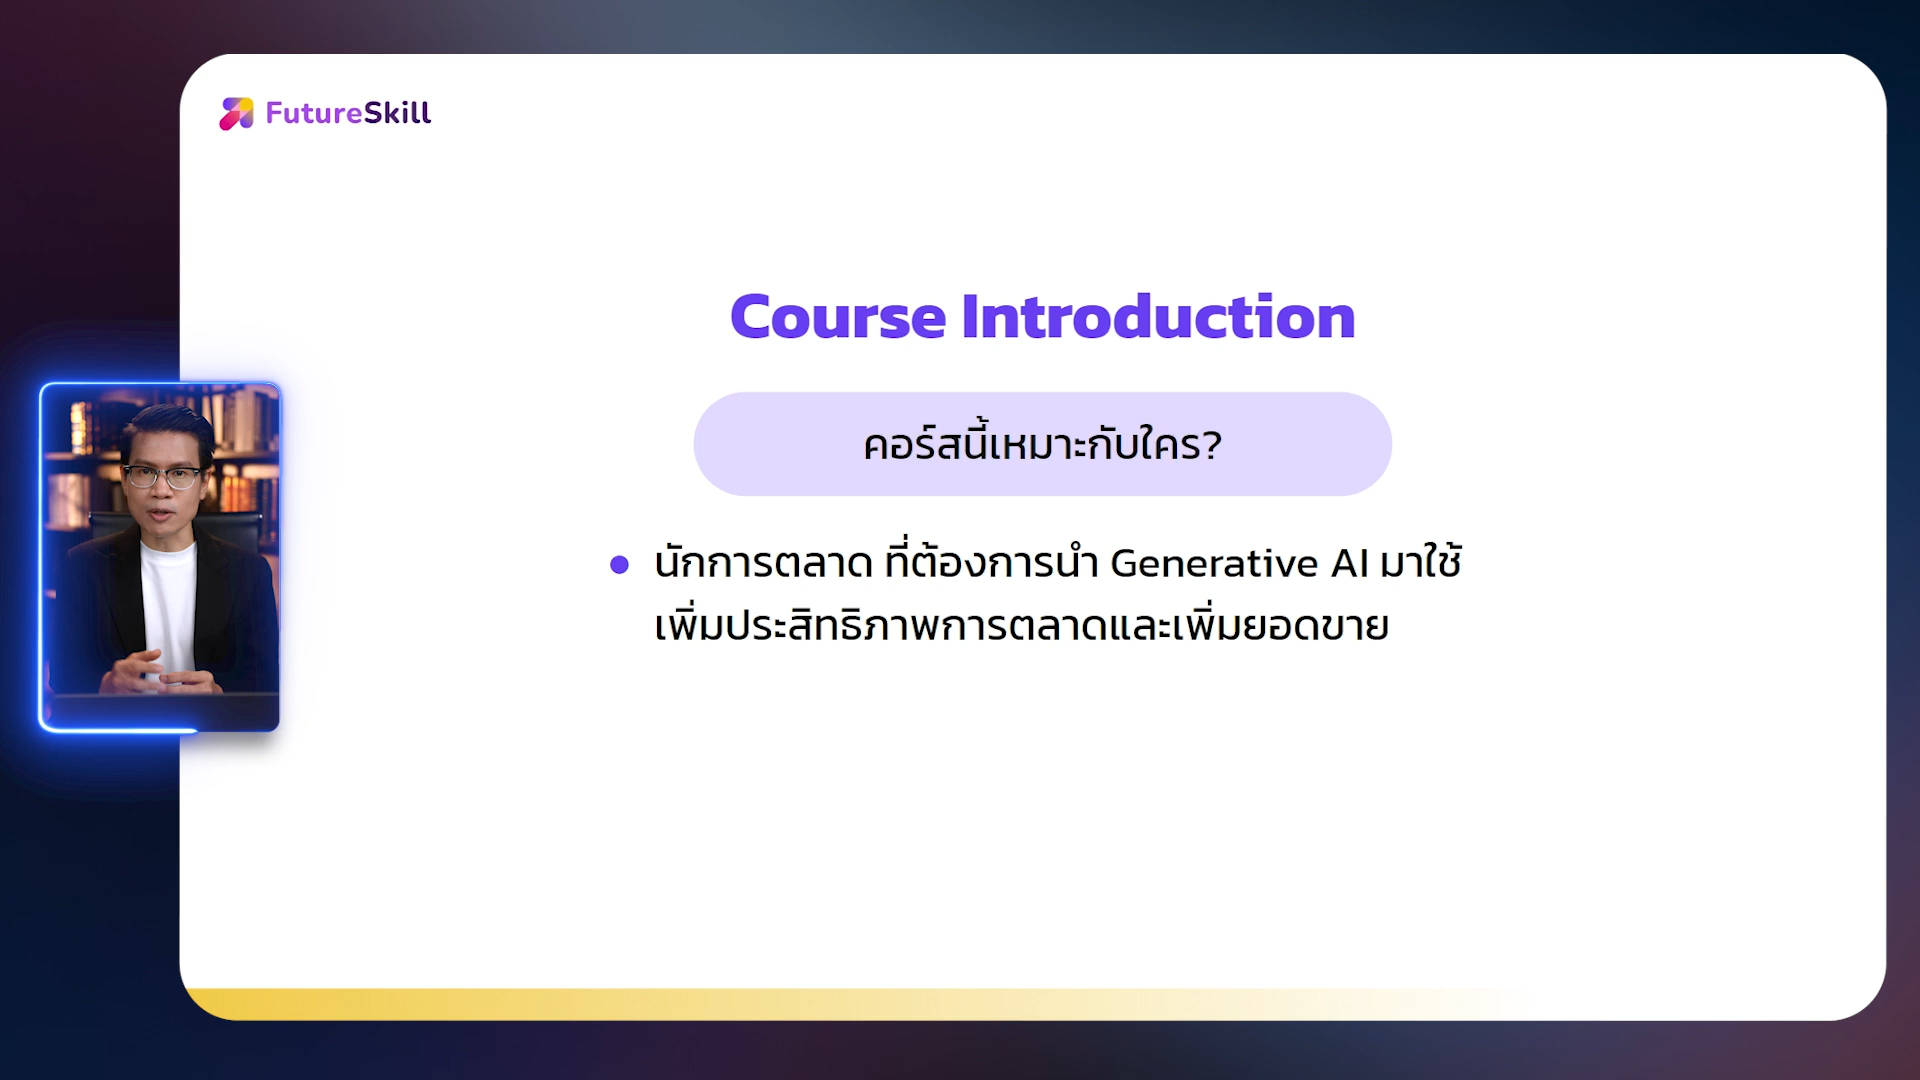 FutureSkill
Course Introduction
คอร์สนี้เหมาะกับใคร?
นักการตลาด ที่ต้องการนำ Generative AI มาใช้
เพิ่มประสิทธิภาพการตลาดและเพิ่มยอดขาย